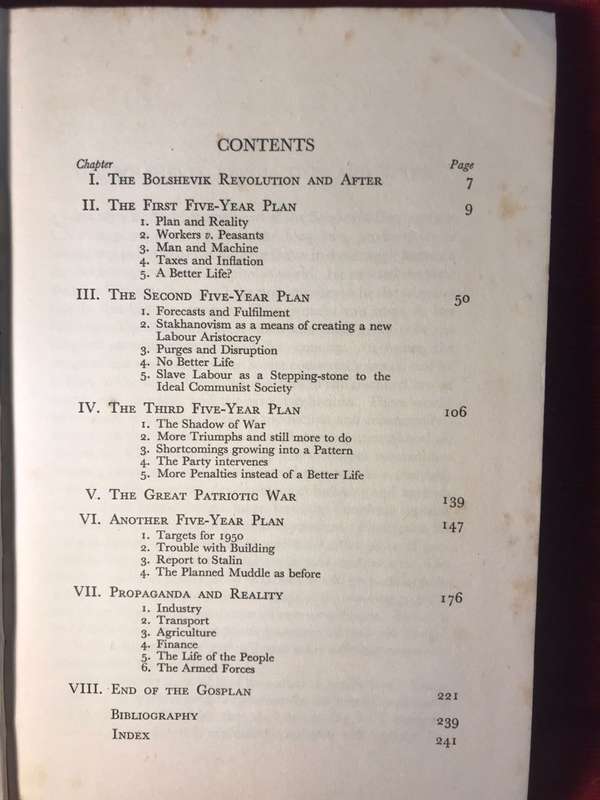 CONTENTS
Chapter Page
I. The Bolshevik Revolution and After 7
II. The First Five-Year Plan 9
1. Plan and Reality
2. Workers v. Peasants
3. Man and Machine
4. Taxes and Inflation
5. A Better Life?
III. The Second Five-Year Plan 50
1. Forecasts and Fulfilment
2. Stakhanovism as a means of creating a new
Labour Aristocracy
3. Purges and Disruption
4. No Better Life
5. Slave Labour as a Stepping-stone to the
Ideal Communist Society
IV. The Third Five-Year Plan 106
1. The Shadow of War
2. More Triumphs and still more to do
3. Shortcomings growing into a Pattern
4. The Party intervenes
5. More Penalties instead of a Better Life
V. The Great Patriotic War 139
VI. Another Five-Year Plan 147
1. Targets for 1950
2. Trouble with Building
3. Report to Stalin
4. The Planned Muddle as before
VII. Propaganda and Reality 176
1. Industry
2. Transport
3. Agriculture
4. Finance
5. The Life of the People
6. The Armed Forces
VIII. End of the Gosplan 221
Bibliography 239
Index 241